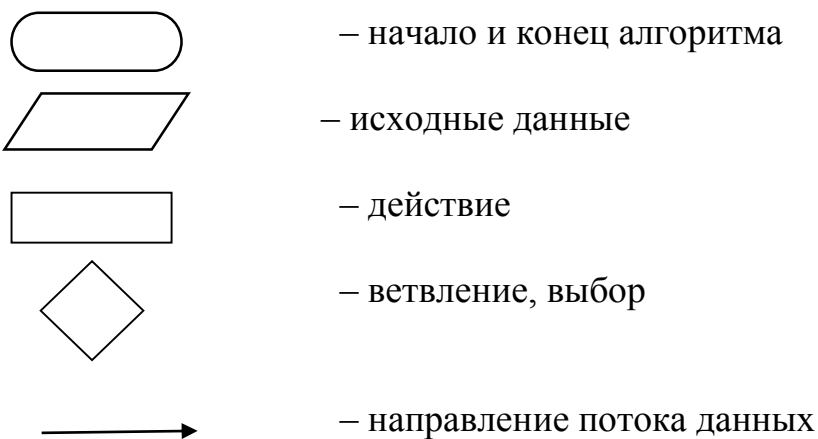 – начало и конец алгоритма
– исходные данные
– действие
– ветвление, выбор
– направление потока данных